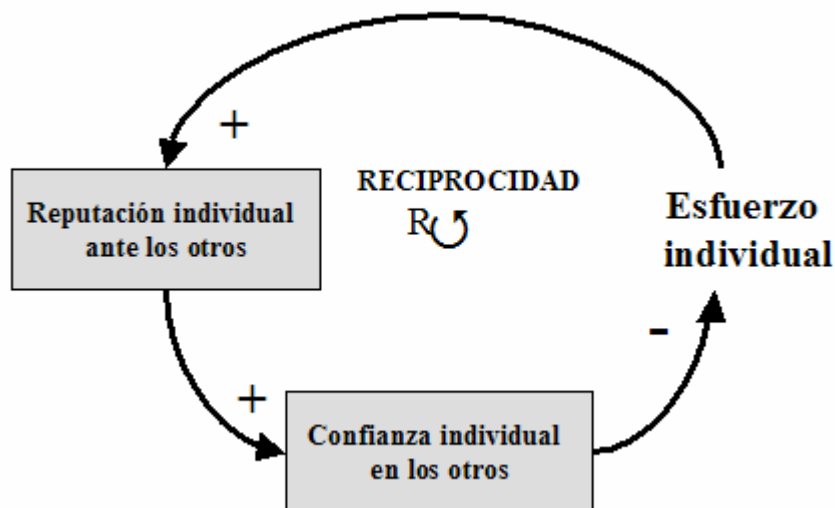 +
RECIPROCIDAD
R
Reputación individual
ante los otros
Esfuerzo
individual
-
+
Confianza individual
en los otros